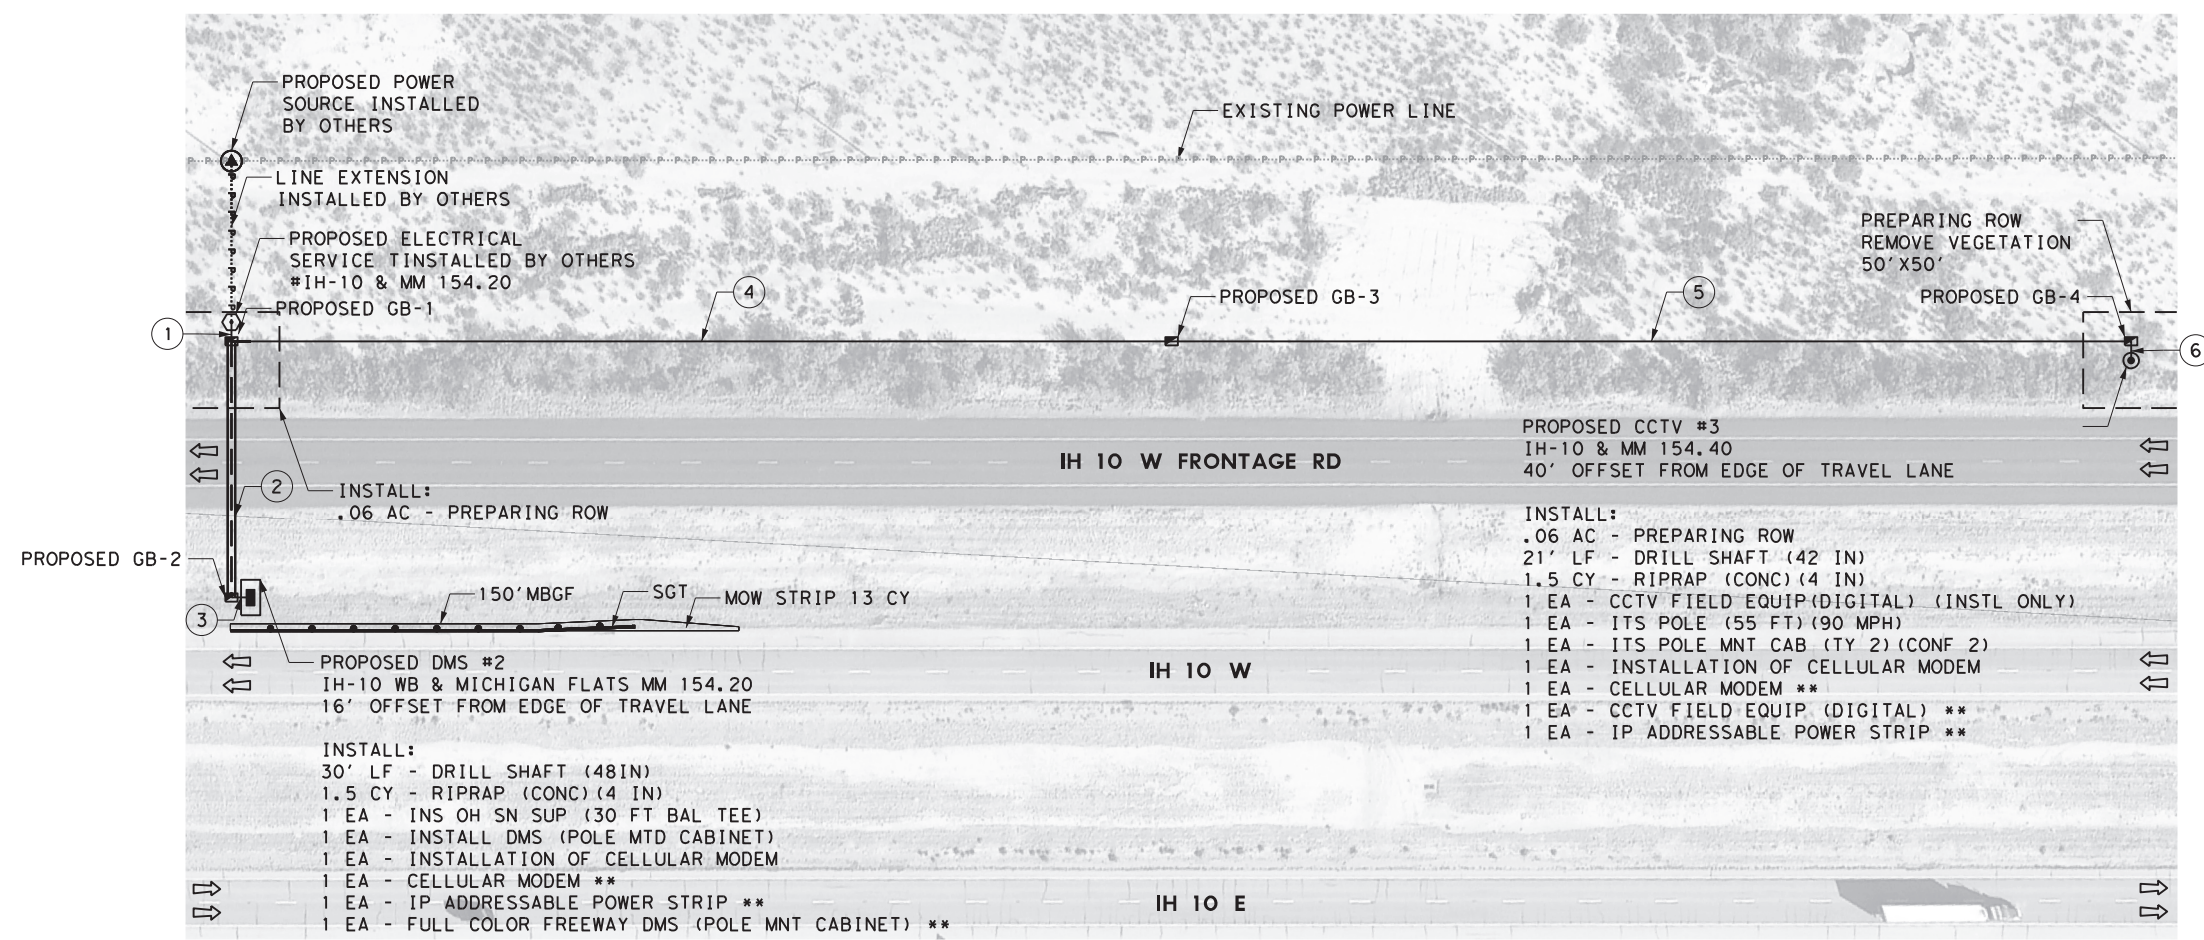 PROPOSED POWER
SOURCE INSTALLED
BY OTHERS
EXISTING POWER LINE
LINE EXTENSION
INSTALLED BY OTHERS
PROPOSED ELECTRICAL
SERVICE TINSTALLED BY OTHERS
#IH-10 & MM 154.20
PROPOSED GB-1
1
4
PROPOSED GB-3
5
PREPARING ROW
REMOVE VEGETATION
50'X50'
PROPOSED GB-4
6
PROPOSED CCTV #3
IH-10 & MM 154.40
40' OFFSET FROM EDGE OF TRAVEL LANE
IH 10 W FRONTAGE RD
2
INSTALL:
.06 AC - PREPARING ROW
INSTALL:
.06 AC - PREPARING ROW
21' LF - DRILL SHAFT (42 IN)
1.5 CY - RIPRAP (CONC)(4 IN)
1 EA - CCTV FIELD EQUIP(DIGITAL) (INSTL ONLY)
1 EA - ITS POLE (55 FT)(90 MPH)
1 EA - ITS POLE MNT CAB (TY 2)(CONF 2)
1 EA - INSTALLATION OF CELLULAR MODEM
1 EA - CELLULAR MODEM **
1 EA - CCTV FIELD EQUIP (DIGITAL) **
1 EA - IP ADDRESSABLE POWER STRIP **
PROPOSED GB-2
3
150'MBGF
SGT
MOW STRIP 13 CY
IH 10 W
PROPOSED DMS #2
IH-10 WB & MICHIGAN FLATS MM 154.20
16' OFFSET FROM EDGE OF TRAVEL LANE
INSTALL:
30' LF - DRILL SHAFT (48IN)
1.5 CY - RIPRAP (CONC)(4 IN)
1 EA - INS OH SN SUP (30 FT BAL TEE)
1 EA - INSTALL DMS (POLE MTD CABINET)
1 EA - INSTALLATION OF CELLULAR MODEM
1 EA - CELLULAR MODEM **
1 EA - IP ADDRESSABLE POWER STRIP **
1 EA - FULL COLOR FREEWAY DMS (POLE MNT CABINET) **
IH 10 E